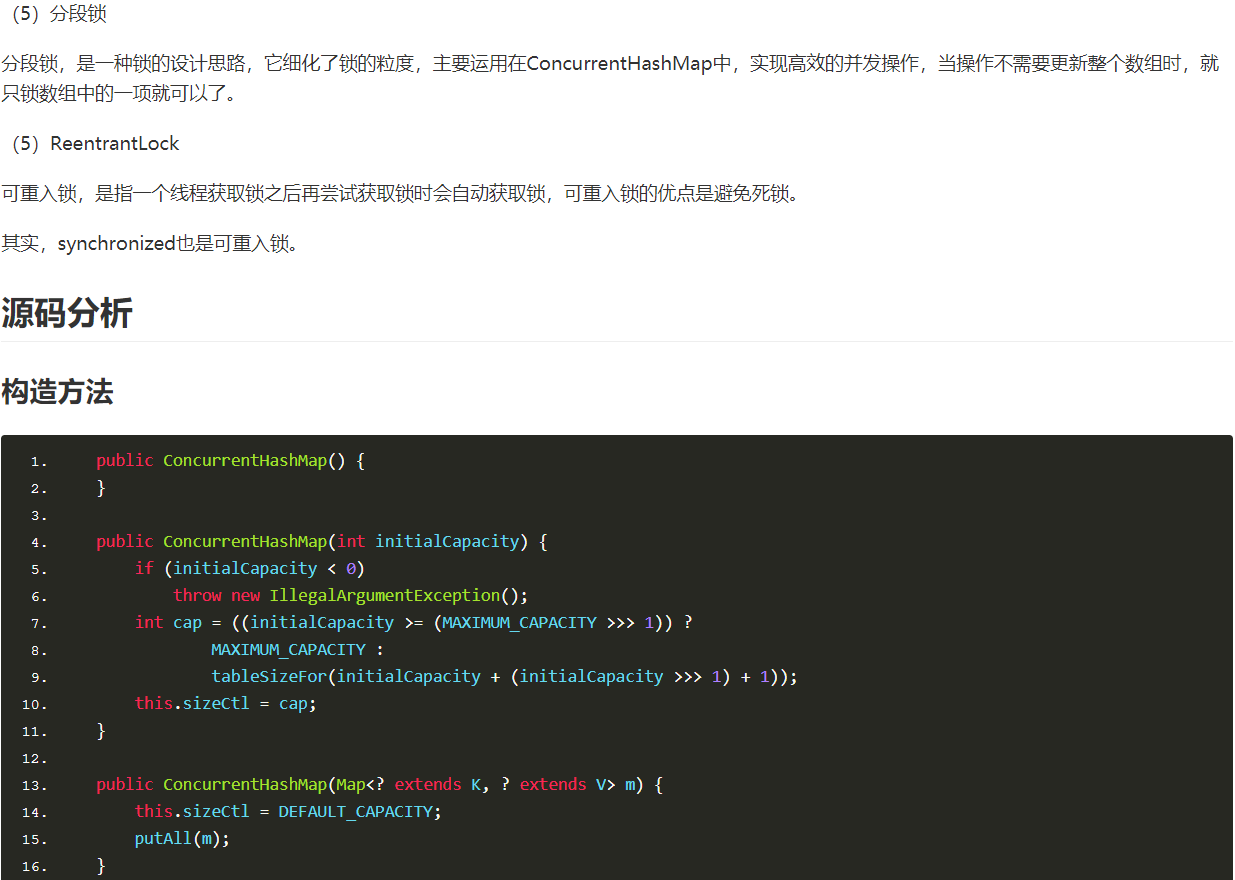 （5）分段锁
分段锁，是一种锁的设计思路，它细化了锁的粒度，主要运用在ConcurrentHashMap中，实现高效的并发操作，当操作不需要更新整个数组时，就
只锁数组中的一项就可以了。
（5）ReentrantLock
可重入锁，是指一个线程获取锁之后再尝试获取锁时会自动获取锁，可重入锁的优点是避免死锁。
其实，synchronized也是可重入锁。
源码分析
构造方法
1. public ConcurrentHashMap() {
2. }
3.
4. public ConcurrentHashMap(int initialCapacity) {
5. if (initialCapacity < 0)
6. throw new IllegalArgumentException();
7. int cap = ((initialCapacity >= (MAXIMUM_CAPACITY >>> 1)) ?
8. MAXIMUM_CAPACITY :
9. tableSizeFor(initialCapacity + (initialCapacity >>> 1) + 1));
10. this.sizeCtl = cap;
11. }
12.
13. public ConcurrentHashMap(Map<? extends K, ? extends V> m) {
14. this.sizeCtl = DEFAULT_CAPACITY;
15. putAll(m);
16. }